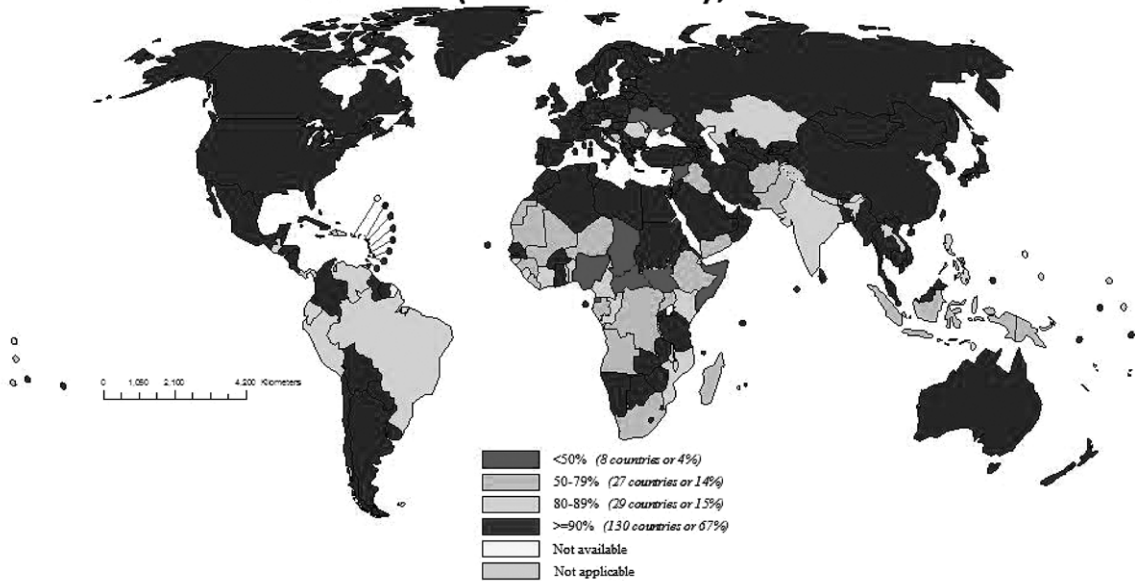 0 1,050 2,100 4,200 Kilometers
<50% (8 countries or 4%)
50-79% (27 countries or 14%)
80-89% (29 countries or 15%)
>=90% (130 countries or 67%)
Not available
Not applicable